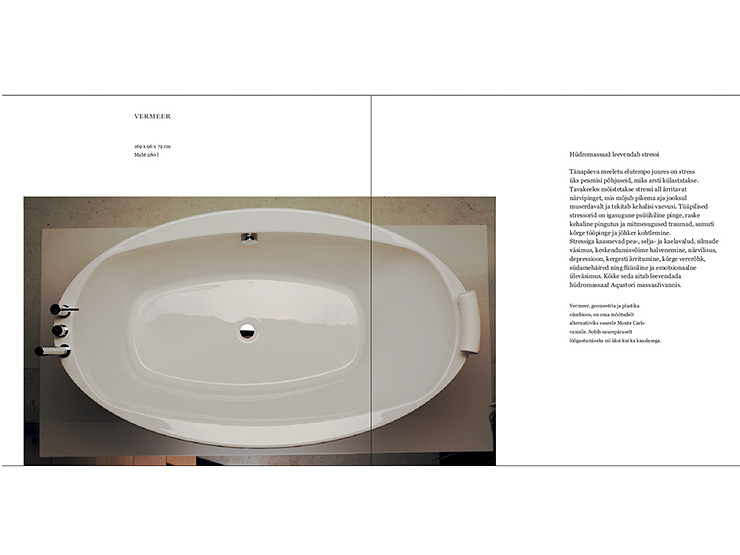 VERMEER
169 x 96 x 72 cm
Maht 280 l
Hüdromassaaž leevendab stressi
Tänapäeva meeletu elutempo juures on stress
üks peamisi põhjuseid, miks arsti külastatakse.
Tavakeeles mõistetakse stressi all ärritavat
närvipinget, mis mõjub pikema aja jooksul
muserdavalt ja tekitab kehalisi vaevusi. Tüüpilised
stressorid on igasugune psüühiline pinge, raske
kehaline pingutus ja mitmesugused traumad, samuti
kõrge tööpinge ja jõhker kohtlemine.
Stressiga kaasnevad pea-, selja- ja kaelavalud, silmade
väsimus, keskendumisvõime halvenemine, närvilisus,
depressioon, kergesti ärritumine, kõrge vererõhk,
südamehäired ning füüsiline ja emotsionaalne
üleväsimus. Kõike seda aitab leevendada
hüdromassaaž Aquatori massaaživannis.
Vermeer, geomeetria ja plastika
sümbioos, on oma mõõtudelt
alternatiiviks suurele Monte Carlo
vannile. Sobib suurepäraselt
lõõgastumiseks nii üksi kui ka kaaslasega.